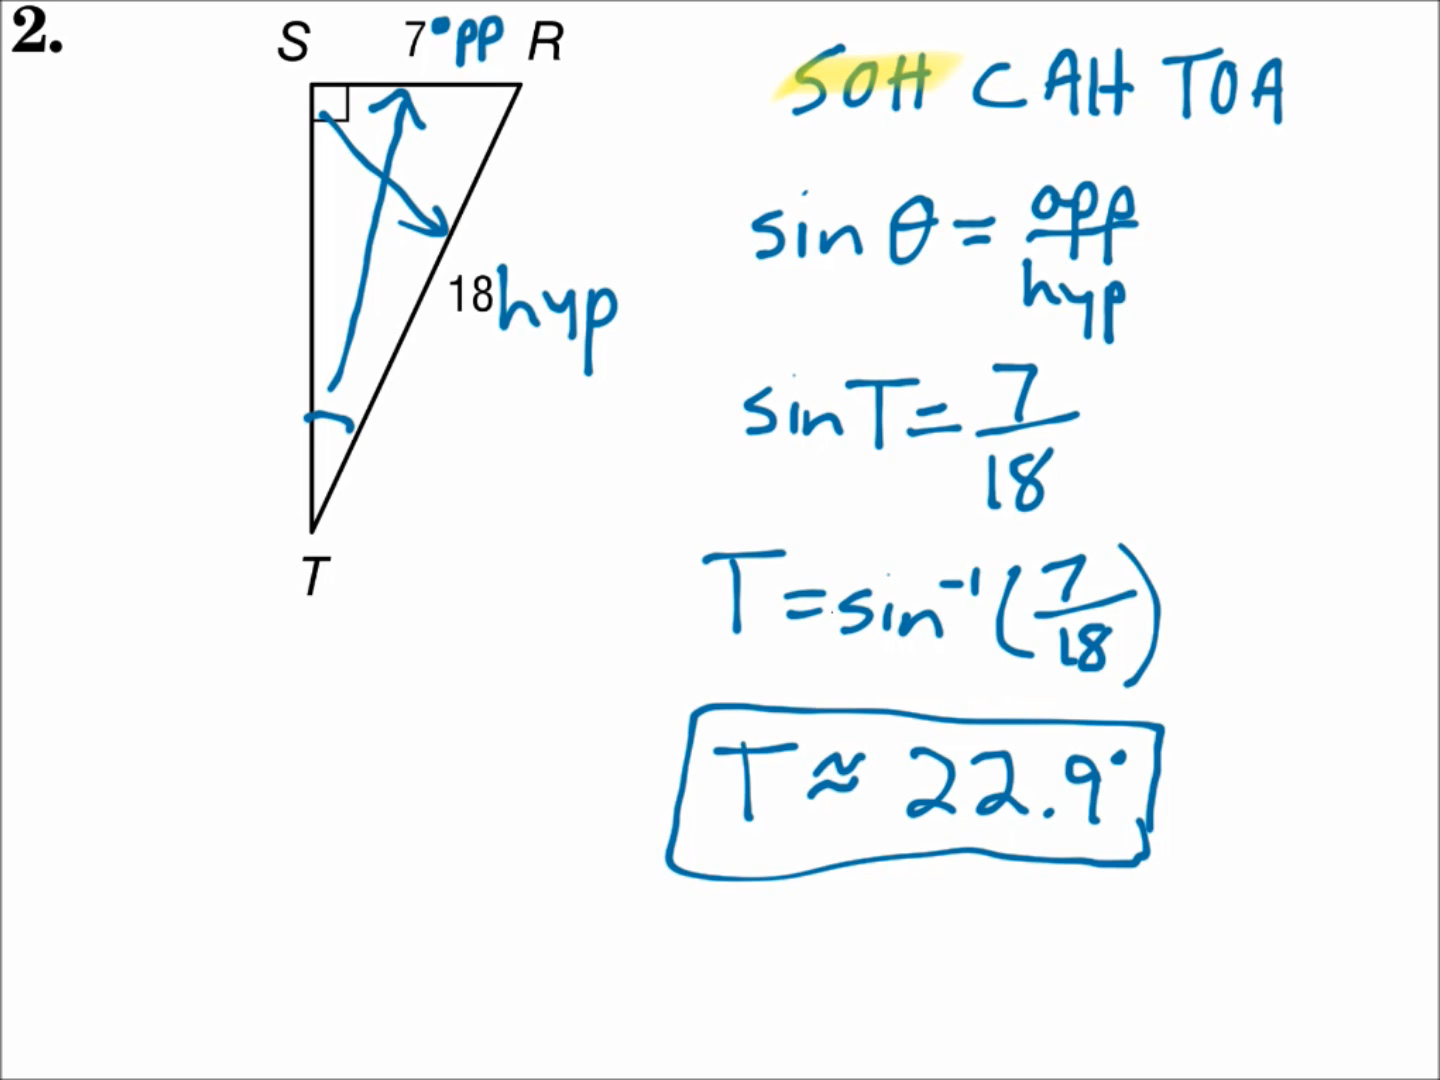 2.
S 7 opp R
18 hyp
T
SOH CAH TOA
sin θ = opp/hyp
sin T = 7/18
T = sin⁻¹(7/18)
T ≈ 22.9°